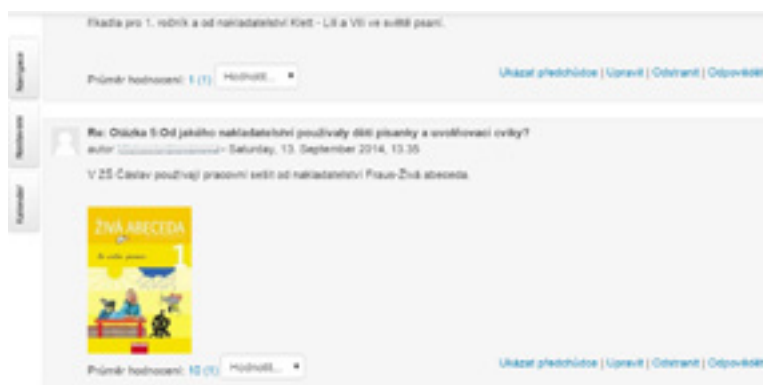 říkadla pro 1. ročník a od nakladatelství Klett - Lili a Vili ve světě psaní.
Průměr hodnocení: 1 (1) Hodnotit...
Ukázat předchůdce | Upravit | Odstranit | Odpovědět
Navigace
Nastavení
Kalendář
Re: Otázka 5:Od jakého nakladatelství používaly děti písanky a uvolňovací cviky?
autor - Saturday, 13. September 2014, 13.35
V ZŠ Čáslav používají pracovní sešit od nakladatelství Fraus-Živá abeceda.
ŽIVÁ ABECEDA
1
Průměr hodnocení: 10 (1) Hodnotit...
Ukázat předchůdce | Upravit | Odstranit | Odpovědět